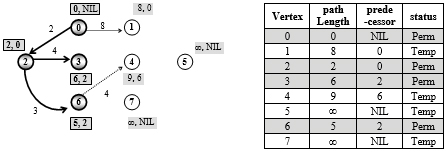 0, NIL
8, 0
2
0
8
1
2, 0
∞, NIL
4
2
3
4
5
6, 2
9, 6
3
4
6
7
5, 2
∞, NIL
Vertex path Length prede -cessor status
0 0 NIL Perm
1 8 0 Temp
2 2 0 Perm
3 6 2 Perm
4 9 6 Temp
5 ∞ NIL Temp
6 5 2 Perm
7 ∞ NIL Temp